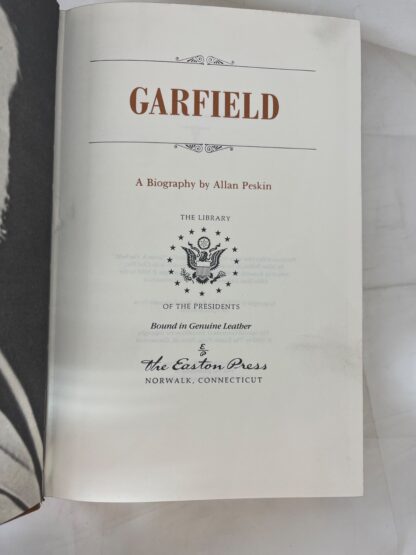 GARFIELD
A Biography by Allan Peskin
THE LIBRARY
OF THE PRESIDENTS
Bound in Genuine Leather
E/P
The Easton Press
NORWALK, CONNECTICUT